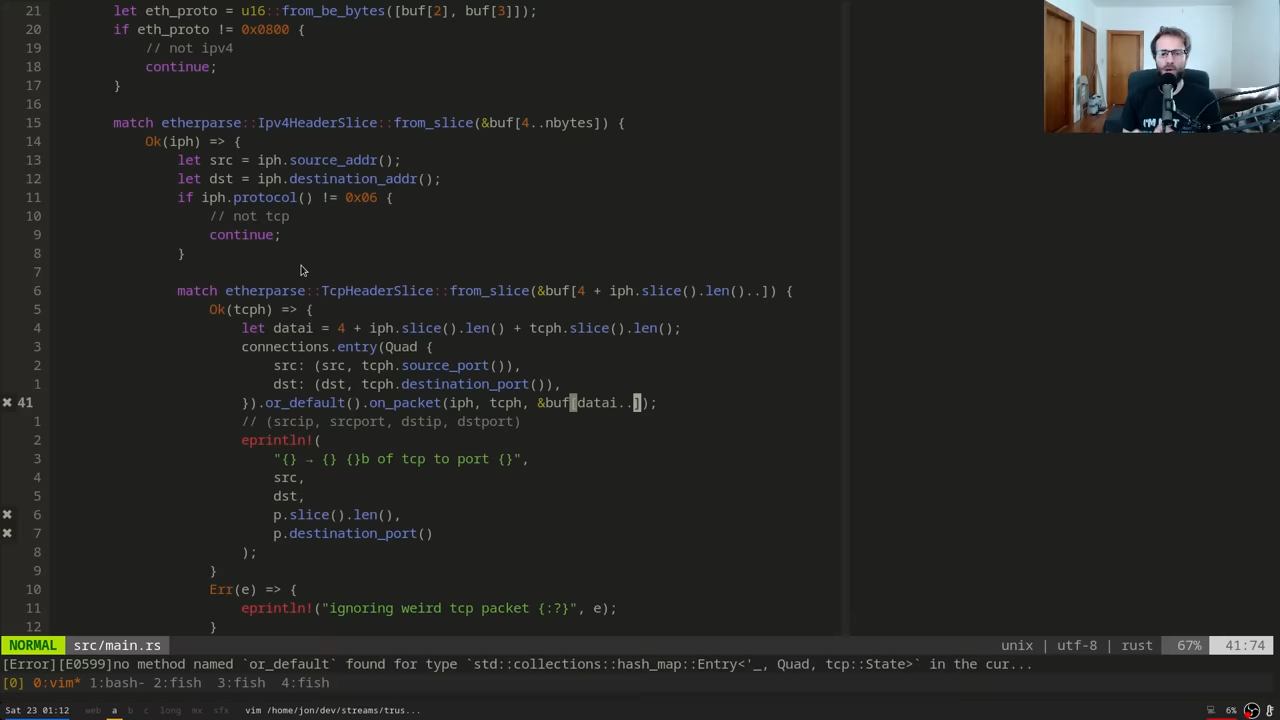 21 let eth_proto = u16::from_be_bytes([buf[2], buf[3]]);
20 if eth_proto != 0x0800 {
19 // not ipv4
18 continue;
17 }
16
15 match etherparse::Ipv4HeaderSlice::from_slice(&buf[4..nbytes]) {
14 Ok(iph) => {
13 let src = iph.source_addr();
12 let dst = iph.destination_addr();
11 if iph.protocol() != 0x06 {
10 // not tcp
9 continue;
8 }
7
6 match etherparse::TcpHeaderSlice::from_slice(&buf[4 + iph.slice().len()..]) {
5 Ok(tcph) => {
4 let datai = 4 + iph.slice().len() + tcph.slice().len();
3 connections.entry(Quad {
2 src: (src, tcph.source_port()),
1 dst: (dst, tcph.destination_port()),
✖ 41 }).or_default().on_packet(iph, tcph, &buf[datai..]);
1 // (srcip, srcport, dstip, dstport)
2 eprintln!(
3 "{} → {} {}b of tcp to port {}",
4 src,
5 dst,
✖ 6 p.slice().len(),
✖ 7 p.destination_port()
8 );
9 }
10 Err(e) => {
11 eprintln!("ignoring weird tcp packet {:?}", e);
12 }
NORMAL src/main.rs unix | utf-8 | rust 67% 41:74
[Error][E0599]no method named `or_default` found for type `std::collections::hash_map::Entry<'_, Quad, tcp::State>` in the cur...
[0] 0:vim* 1:bash- 2:fish 3:fish 4:fish
Sat 23 01:12 web a b c long mx sfx vim /home/jon/dev/streams/trus... 6%